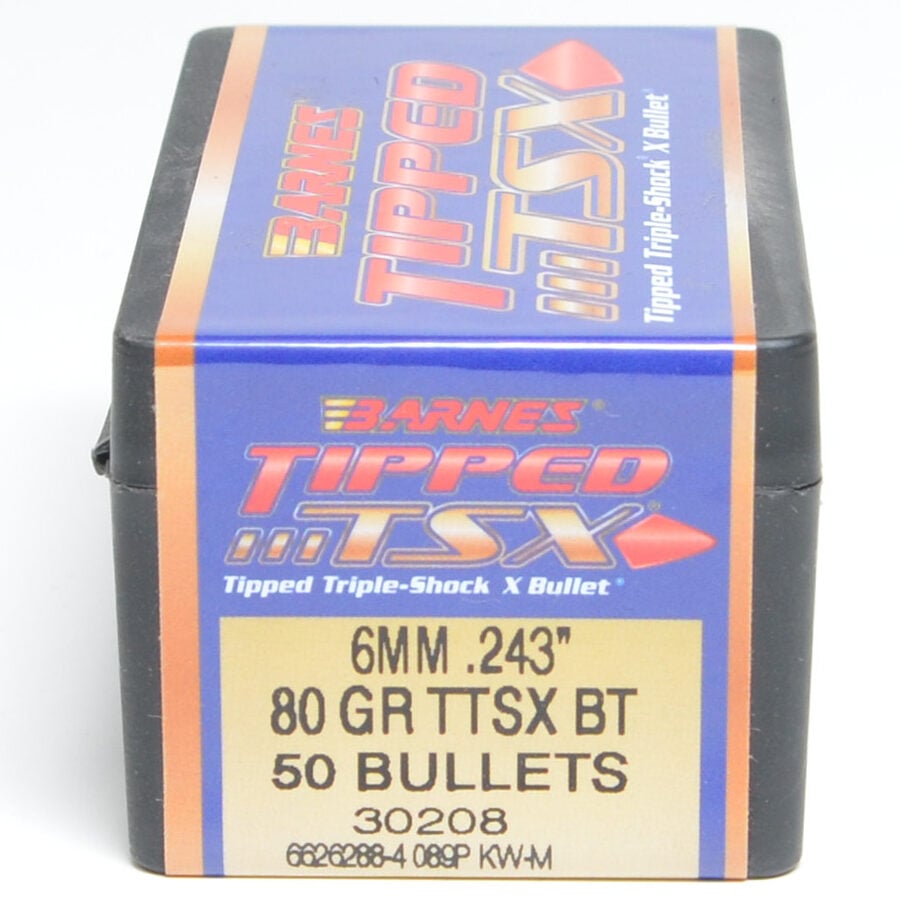 BARNES
TIPPED
TSX
Tipped Triple-Shock® X Bullet®
BARNES®
TIPPED
TSX®
Tipped Triple-Shock X Bullet®
6MM .243"
80 GR TTSX BT
50 BULLETS
30208
6626288-4 089P KW-M